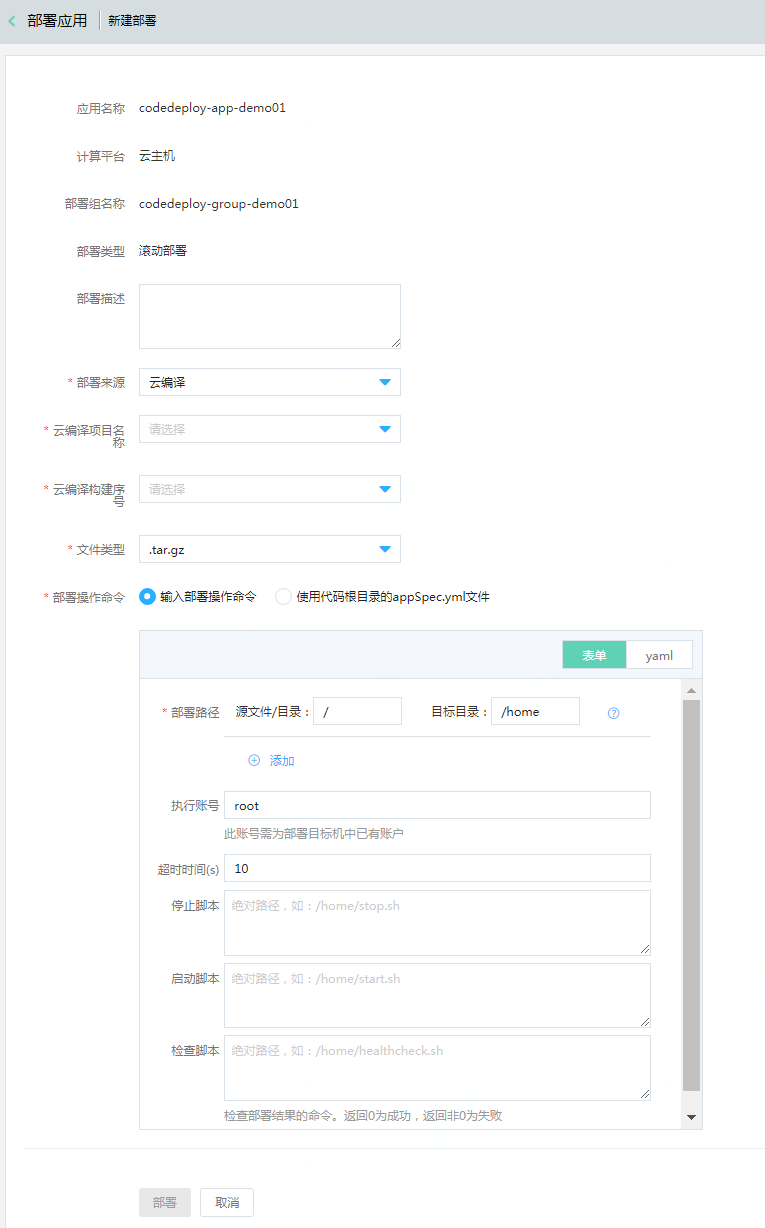 部署应用 新建部署
应用名称 codedeploy-app-demo01
计算平台 云主机
部署组名称 codedeploy-group-demo01
部署类型 滚动部署
部署描述
* 部署来源 云编译
* 云编译项目名称 请选择
* 云编译构建序号 请选择
* 文件类型 .tar.gz
* 部署操作命令 输入部署操作命令 使用代码根目录的appSpec.yml文件
表单 yaml
* 部署路径 源文件/目录： / 目标目录： /home ?
添加
执行账号 root
此账号需为部署目标机中已有账户
超时时间(s) 10
停止脚本 绝对路径，如：/home/stop.sh
启动脚本 绝对路径，如：/home/start.sh
检查脚本 绝对路径，如：/home/healthcheck.sh
检查部署结果的命令。返回0为成功，返回非0为失败
部署 取消